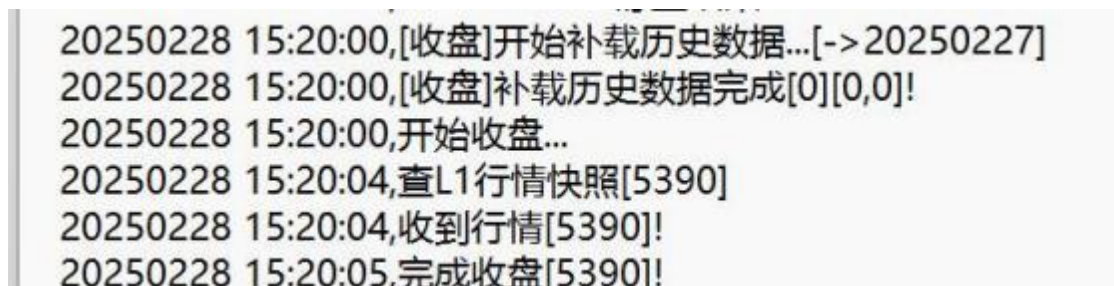 20250228 15:20:00,[收盘]开始补载历史数据...[->20250227]
20250228 15:20:00,[收盘]补载历史数据完成[0][0,0]!
20250228 15:20:00,开始收盘...
20250228 15:20:04,查L1行情快照[5390]
20250228 15:20:04,收到行情[5390]!
20250228 15:20:05,完成收盘[5390]!